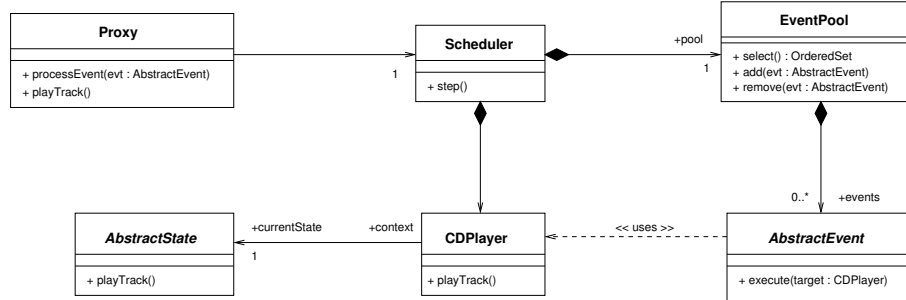 Proxy
+ processEvent(evt : AbstractEvent)
+ playTrack()
1
Scheduler
+ step()
+pool
1
EventPool
+ select() : OrderedSet
+ add(evt : AbstractEvent)
+ remove(evt : AbstractEvent)
0..*
+events
AbstractState
+ playTrack()
+currentState
1
+context
CDPlayer
+ playTrack()
<< uses >>
AbstractEvent
+ execute(target : CDPlayer)